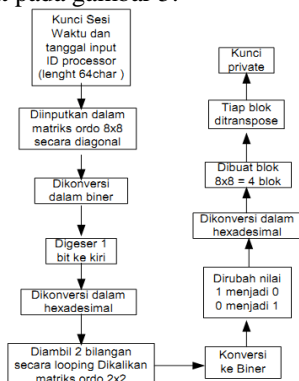 pada gambar 3.
Kunci Sesi
Waktu dan
tanggal input
ID processor
(lenght 64char )
Diinputkan dalam
matriks ordo 8x8
secara diagonal
Dikonversi
dalam biner
Digeser 1
bit ke kiri
Dikonversi dalam
hexadesimal
Diambil 2 bilangan
secara looping Dikalikan
matriks ordo 2x2
Konversi
ke Biner
Dirubah nilai
1 menjadi 0
0 menjadi 1
Dikonversi dalam
hexadesimal
Dibuat blok
8x8 = 4 blok
Tiap blok
ditranspose
Kunci
private